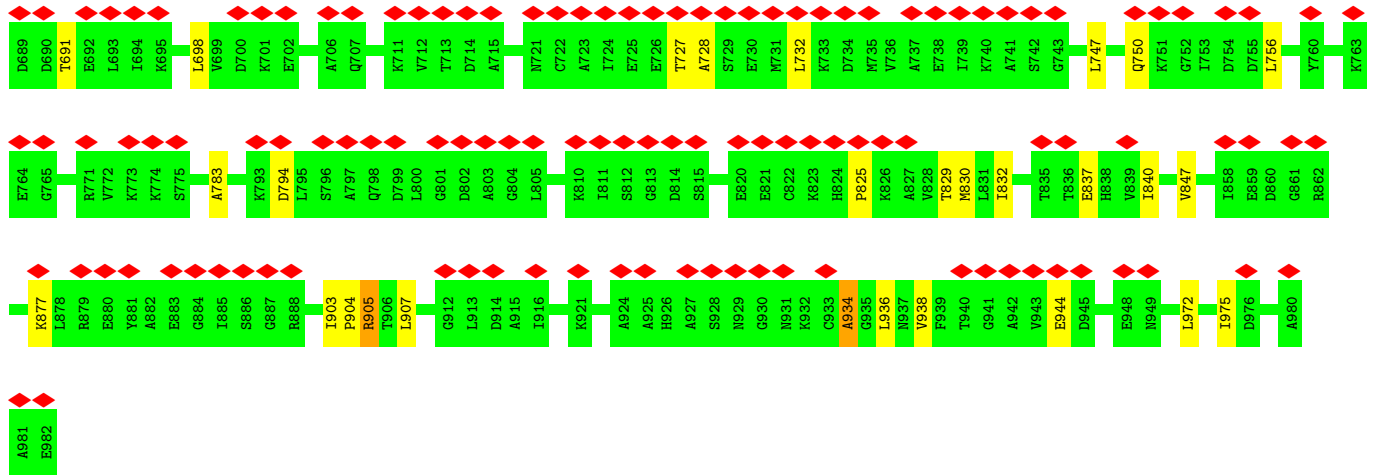 D689 D690 T691 E692 L693 I694 K695 L698 V699 D700 K701 E702 A706 Q707 K711 V712 T713 D714 A715 N721 C722 A723 I724 E725 E726 T727 A728 S729 E730 M731 L732 K733 D734 M735 V736 A737 E738 I739 K740 A741 S742 G743 L747 Q750 K751 G752 I753 D754 D755 L756 Y760 K763
E764 G765 R771 V772 K773 K774 S775 A783 K793 D794 L795 S796 A797 Q798 D799 L800 G801 D802 A803 G804 L805 K810 I811 S812 G813 D814 S815 E820 E821 C822 K823 H824 P825 K826 A827 V828 T829 M830 L831 I832 T835 T836 E837 H838 V839 I840 V847 I858 E859 D860 G861 R862
K877 L878 R879 E880 Y881 A882 E883 G884 I885 S886 G887 R888 I903 P904 R905 T906 L907 G912 L913 D914 A915 I916 K921 A924 A925 H926 A927 S928 N929 G930 N931 K932 C933 A934 G935 L936 N937 V938 F939 T940 G941 A942 V943 E944 D945 E948 N949 L972 I975 D976 A980
A981 E982